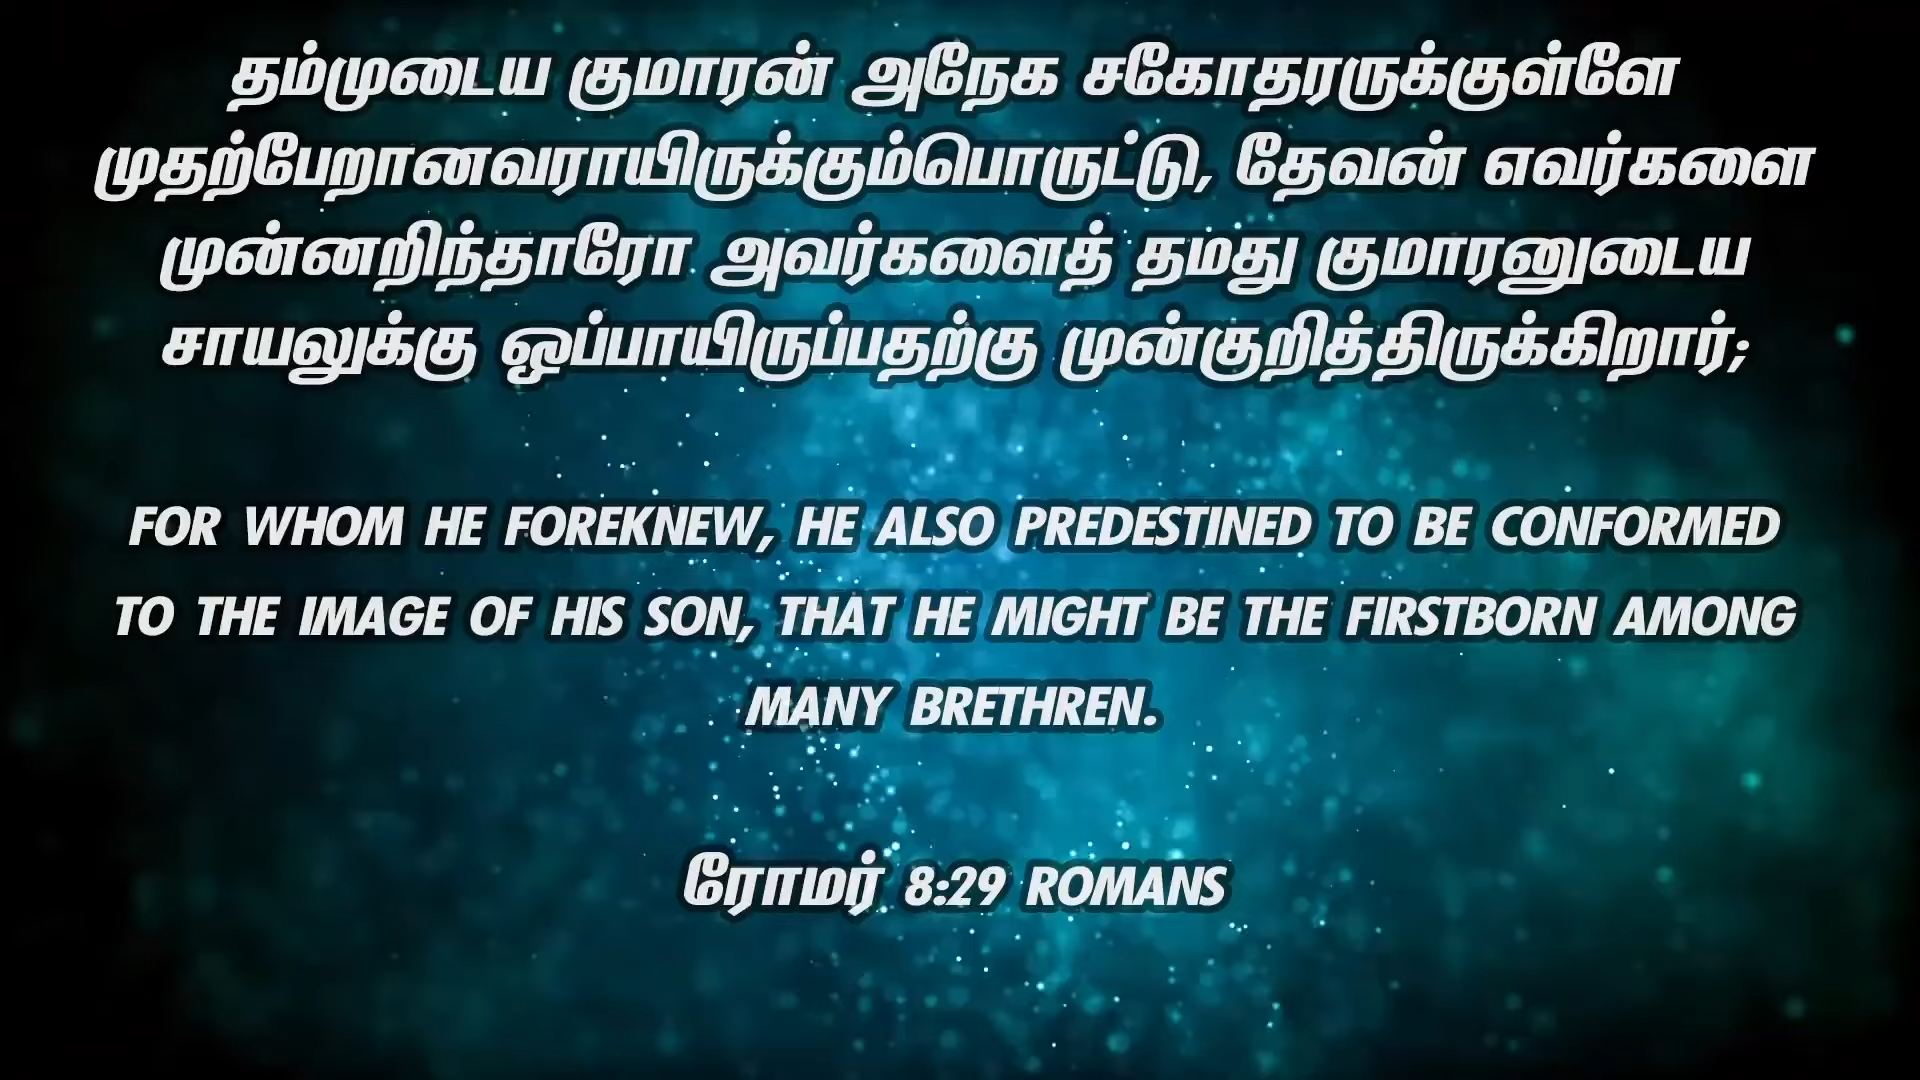 தம்முடைய குமாரன் அநேக சகோதரருக்குள்ளே
முதற்பேறானவராயிருக்கும்பொருட்டு, தேவன் எவர்களை
முன்னறிந்தாரோ அவர்களைத் தமது குமாரனுடைய
சாயலுக்கு ஒப்பாயிருப்பதற்கு முன்குறித்திருக்கிறார்;
FOR WHOM HE FOREKNEW, HE ALSO PREDESTINED TO BE CONFORMED
TO THE IMAGE OF HIS SON, THAT HE MIGHT BE THE FIRSTBORN AMONG
MANY BRETHREN.
ரோமர் 8:29 ROMANS